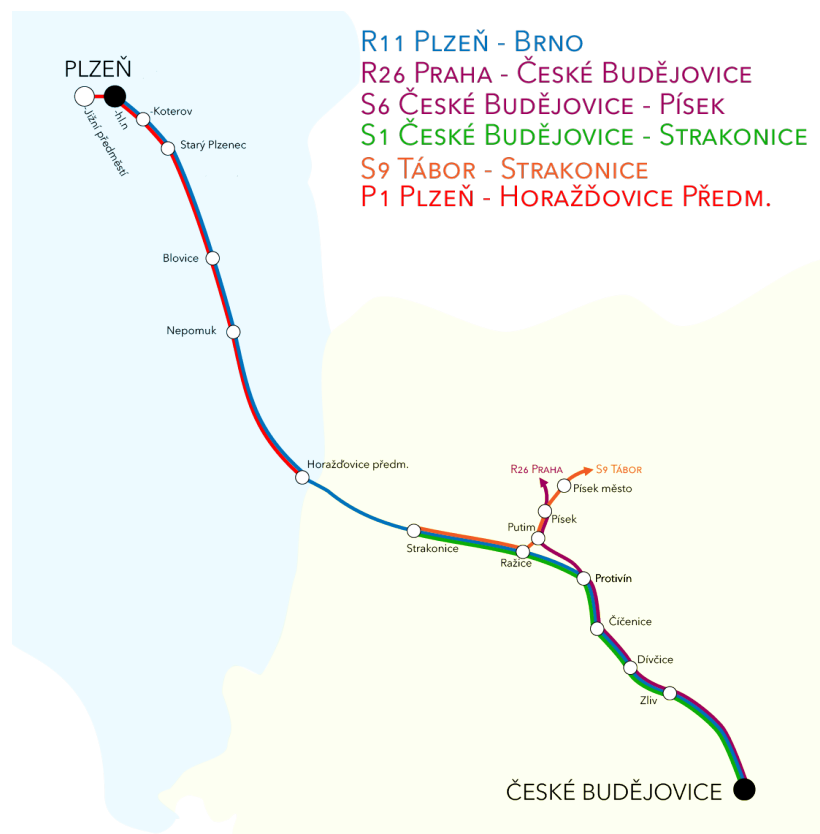 R11 Plzeň - Brno
R26 Praha - České Budějovice
S6 České Budějovice - Písek
S1 České Budějovice - Strakonice
S9 Tábor - Strakonice
P1 Plzeň - Horažďovice Předm.
PLZEŇ
-Jižní předměstí
-hl.n
-Koterov
Starý Plzenec
Blovice
Nepomuk
Horažďovice předm.
R26 Praha
S9 Tábor
Písek město
Písek
Putim
Strakonice
Ražice
Protivín
Číčenice
Dívčice
Zliv
ČESKÉ BUDĚJOVICE